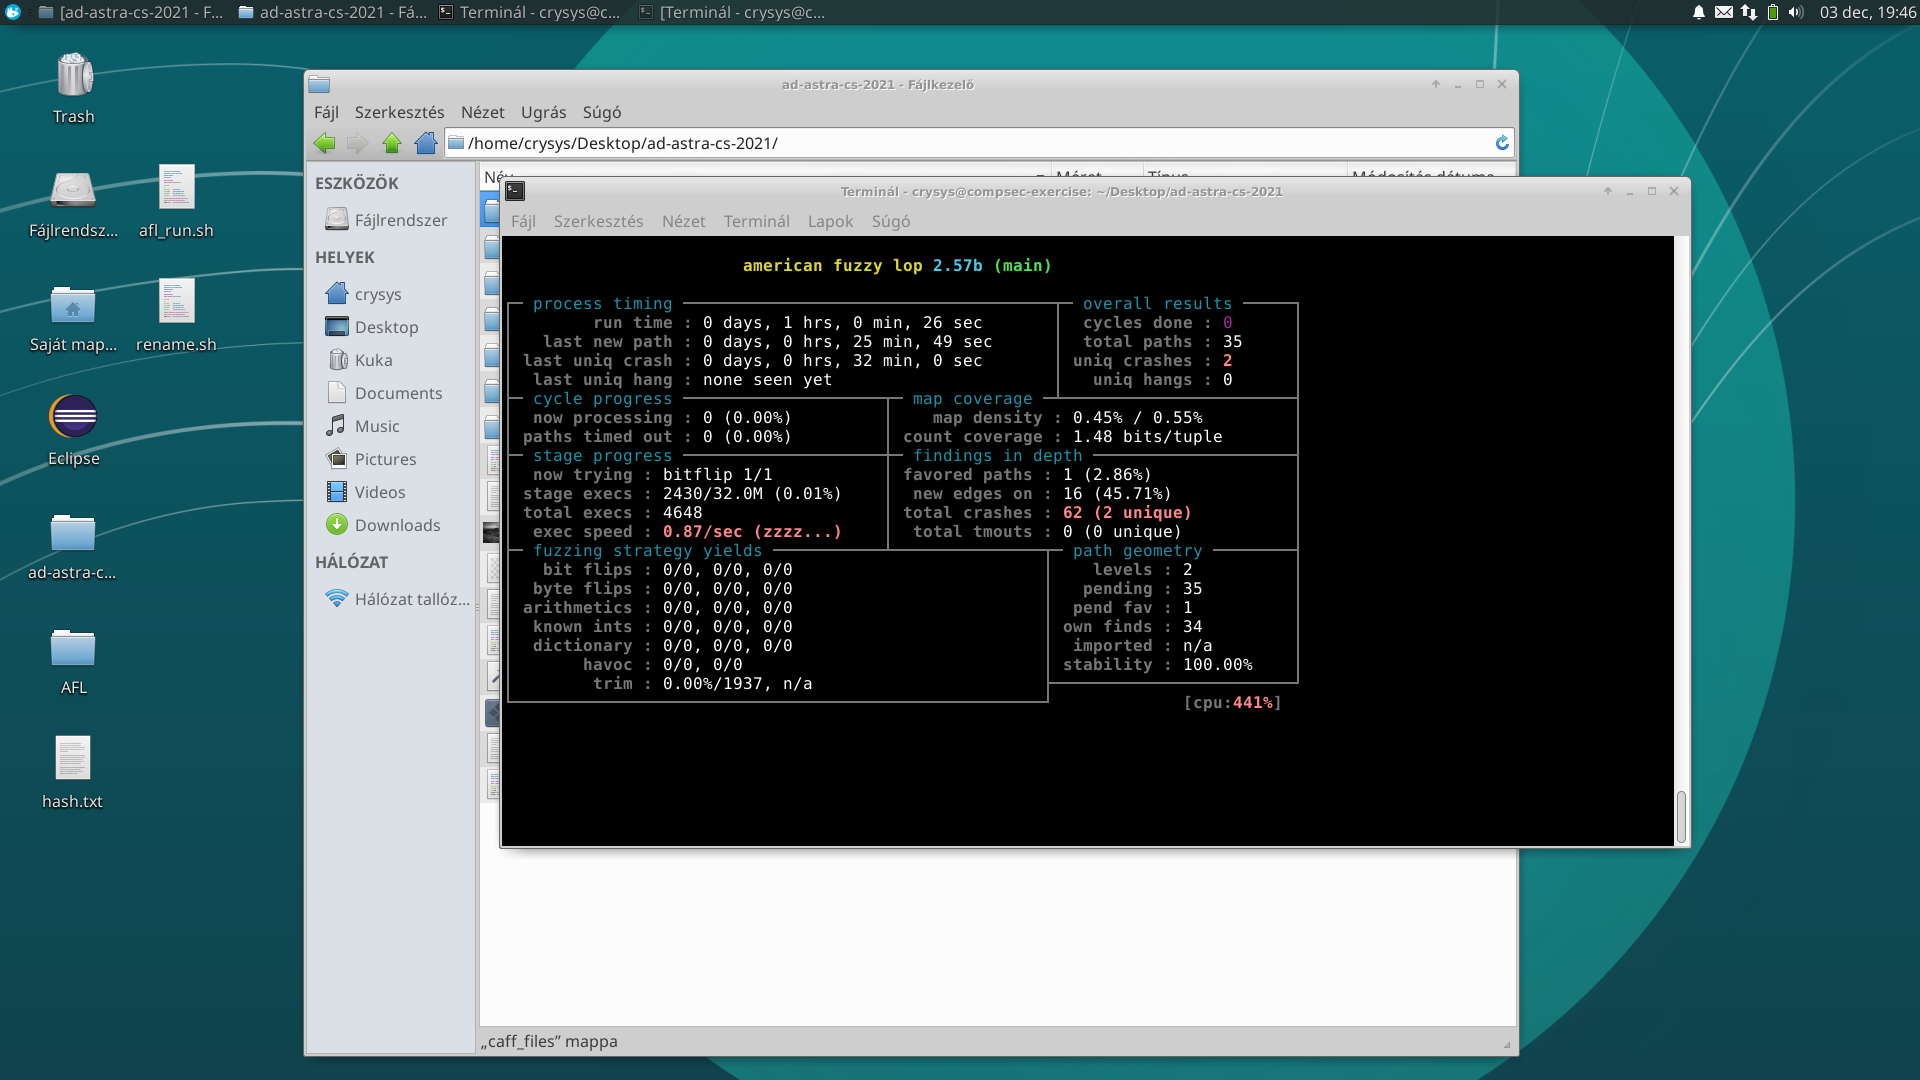 [ad-astra-cs-2021 - F... ad-astra-cs-2021 - Fá... Terminál - crysys@c... [Terminál - crysys@c... 03 dec, 19:46
Trash
Fájlrendsz... afl_run.sh
Saját map... rename.sh
Eclipse
ad-astra-c...
AFL
hash.txt
ad-astra-cs-2021 - Fájlkezelő
Fájl Szerkesztés Nézet Ugrás Súgó
/home/crysys/Desktop/ad-astra-cs-2021/
ESZKÖZÖK
Fájlrendszer
HELYEK
crysys
Desktop
Kuka
Documents
Music
Pictures
Videos
Downloads
HÁLÓZAT
Hálózat tallóz...
Név Méret Típus Módosítás dátuma
Terminál - crysys@compsec-exercise: ~/Desktop/ad-astra-cs-2021
Fájl Szerkesztés Nézet Terminál Lapok Súgó
american fuzzy lop 2.57b (main)
process timing overall results
run time : 0 days, 1 hrs, 0 min, 26 sec cycles done : 0
last new path : 0 days, 0 hrs, 25 min, 49 sec total paths : 35
last uniq crash : 0 days, 0 hrs, 32 min, 0 sec uniq crashes : 2
last uniq hang : none seen yet uniq hangs : 0
cycle progress map coverage
now processing : 0 (0.00%) map density : 0.45% / 0.55%
paths timed out : 0 (0.00%) count coverage : 1.48 bits/tuple
stage progress findings in depth
now trying : bitflip 1/1 favored paths : 1 (2.86%)
stage execs : 2430/32.0M (0.01%) new edges on : 16 (45.71%)
total execs : 4648 total crashes : 62 (2 unique)
exec speed : 0.87/sec (zzzz...) total tmouts : 0 (0 unique)
fuzzing strategy yields path geometry
bit flips : 0/0, 0/0, 0/0 levels : 2
byte flips : 0/0, 0/0, 0/0 pending : 35
arithmetics : 0/0, 0/0, 0/0 pend fav : 1
known ints : 0/0, 0/0, 0/0 own finds : 34
dictionary : 0/0, 0/0, 0/0 imported : n/a
havoc : 0/0, 0/0 stability : 100.00%
trim : 0.00%/1937, n/a
[cpu:441%]
„caff_files” mappa